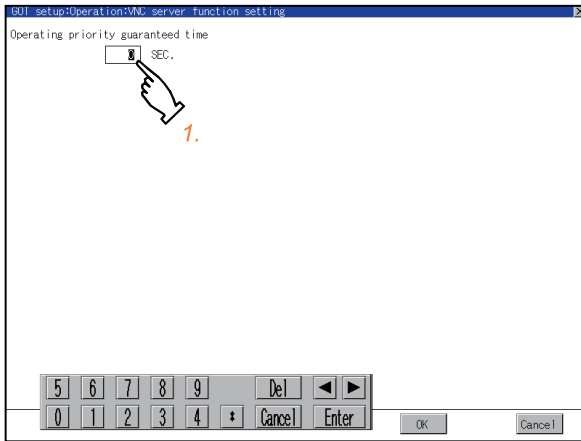 GOT setup:Operation:VNC server function setting
Operating priority guaranteed time
0 SEC.
1.
5 6 7 8 9 Del ◀ ▶
0 1 2 3 4 * Cancel Enter
OK Cancel